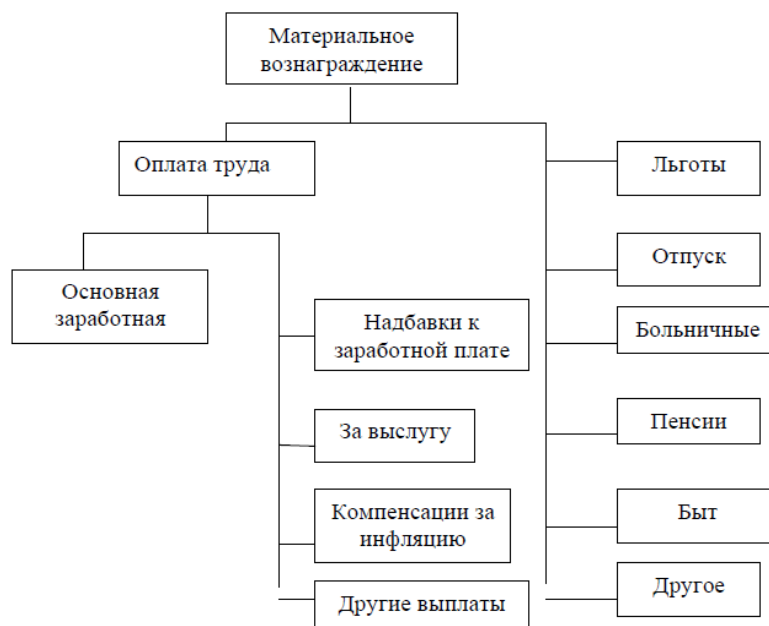 Материальное
вознаграждение
Оплата труда
Льготы
Отпуск
Основная
заработная
Надбавки к
заработной плате
Больничные
За выслугу
Пенсии
Компенсации за
инфляцию
Быт
Другие выплаты
Другое